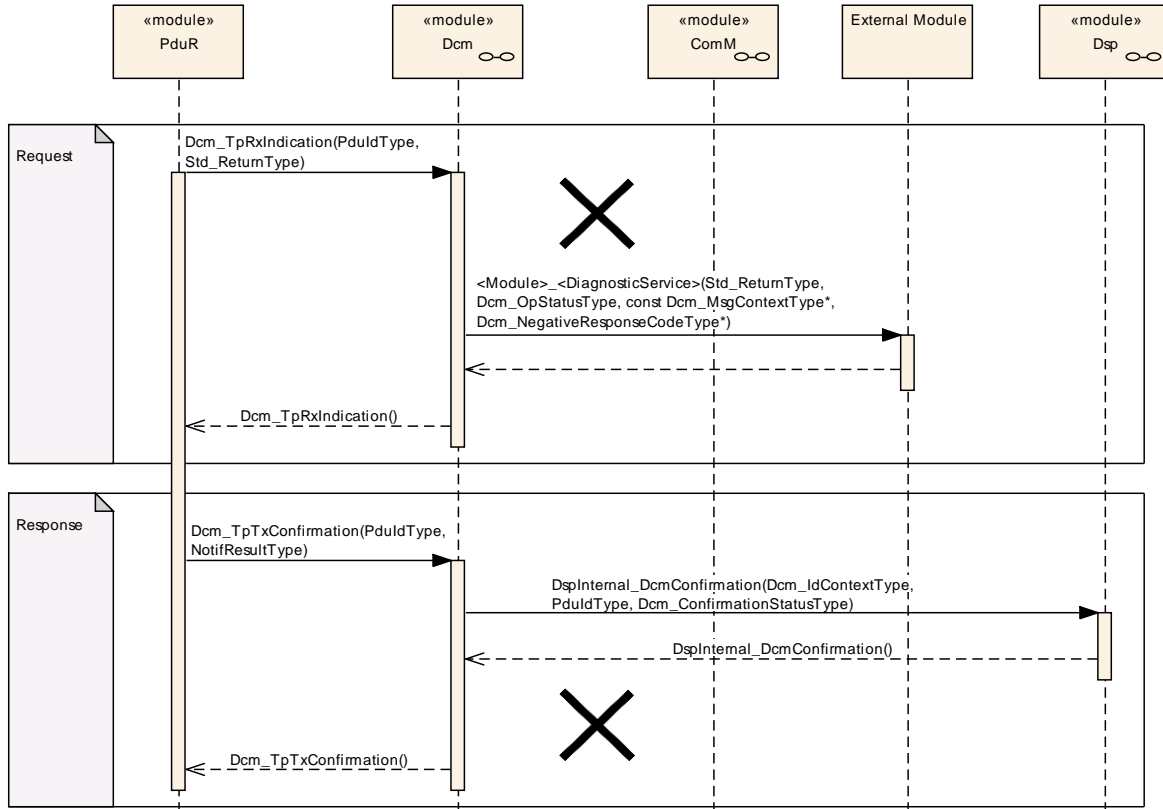 «module»
PduR
«module»
Dcm
«module»
ComM
External Module
«module»
Dsp
Request
Dcm_TpRxIndication(PduIdType,
Std_ReturnType)
<Module>_<DiagnosticService>(Std_ReturnType,
Dcm_OpStatusType, const Dcm_MsgContextType*,
Dcm_NegativeResponseCodeType*)
Dcm_TpRxIndication()
Response
Dcm_TpTxConfirmation(PduIdType,
NotifResultType)
DspInternal_DcmConfirmation(Dcm_IdContextType,
PduIdType, Dcm_ConfirmationStatusType)
DspInternal_DcmConfirmation()
Dcm_TpTxConfirmation()